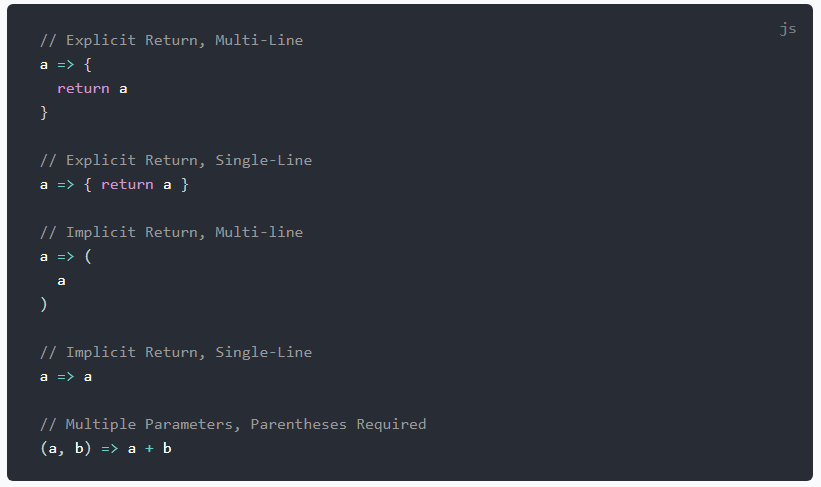 js
// Explicit Return, Multi-Line
a => {
  return a
}
// Explicit Return, Single-Line
a => { return a }
// Implicit Return, Multi-line
a => (
  a
)
// Implicit Return, Single-Line
a => a
// Multiple Parameters, Parentheses Required
(a, b) => a + b